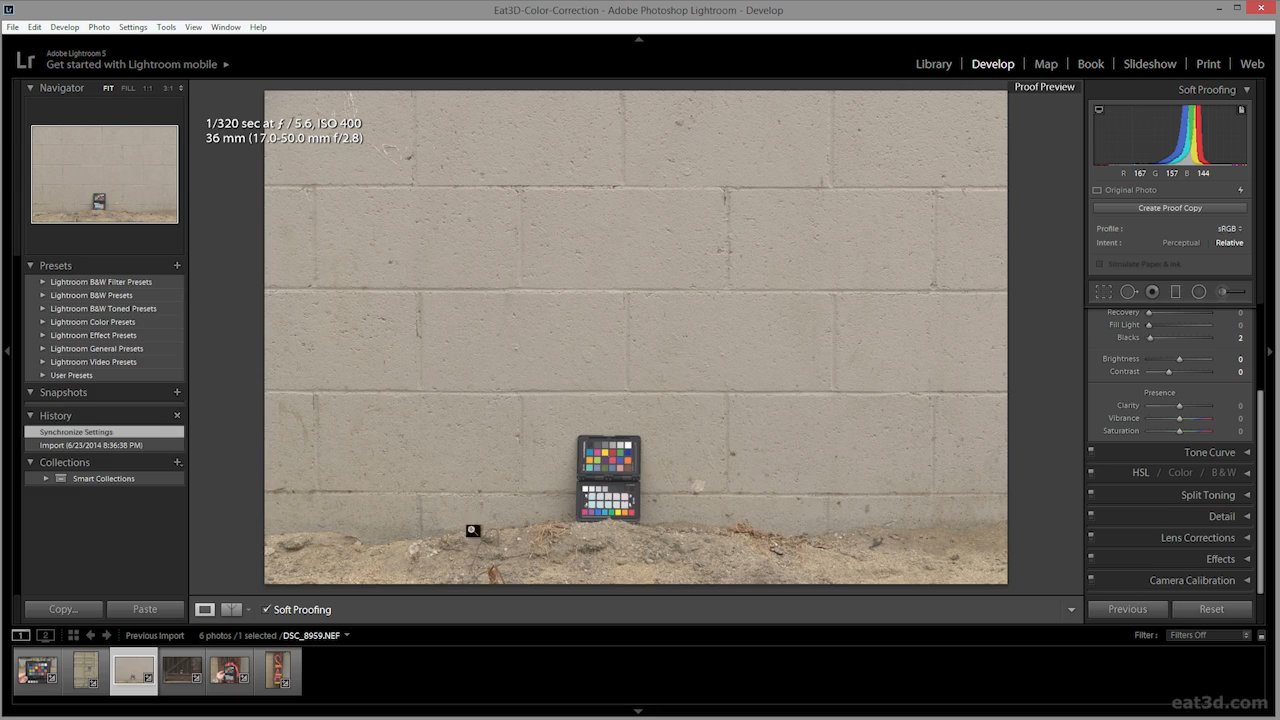 Eat3D-Color-Correction - Adobe Photoshop Lightroom - Develop
File Edit Develop Photo Settings Tools View Window Help
Lr
Adobe Lightroom 5
Get started with Lightroom mobile
Library | Develop | Map | Book | Slideshow | Print | Web
Navigator FIT FILL 1:1 3:1
Proof Preview
Soft Proofing
1/320 sec at ƒ / 5.6, ISO 400
36 mm (17.0-50.0 mm f/2.8)
R 167 G 157 B 144
Original Photo
Create Proof Copy
Profile : sRGB
Intent : Perceptual Relative
Simulate Paper & Ink
Presets
Lightroom B&W Filter Presets
Lightroom B&W Presets
Lightroom B&W Toned Presets
Lightroom Color Presets
Lightroom Effect Presets
Lightroom General Presets
Lightroom Video Presets
User Presets
Snapshots
History
Synchronize Settings
Import (6/23/2014 8:36:38 PM)
Collections
Smart Collections
Recovery 0
Fill Light 0
Blacks 2
Brightness 0
Contrast 0
Presence
Clarity 0
Vibrance 0
Saturation 0
Tone Curve
HSL / Color / B & W
Split Toning
Detail
Lens Corrections
Effects
Camera Calibration
Copy... Paste
Soft Proofing
Previous Reset
1 2 Previous Import 6 photos / 1 selected / DSC_8959.NEF
Filter : Filters Off
eat3d.com